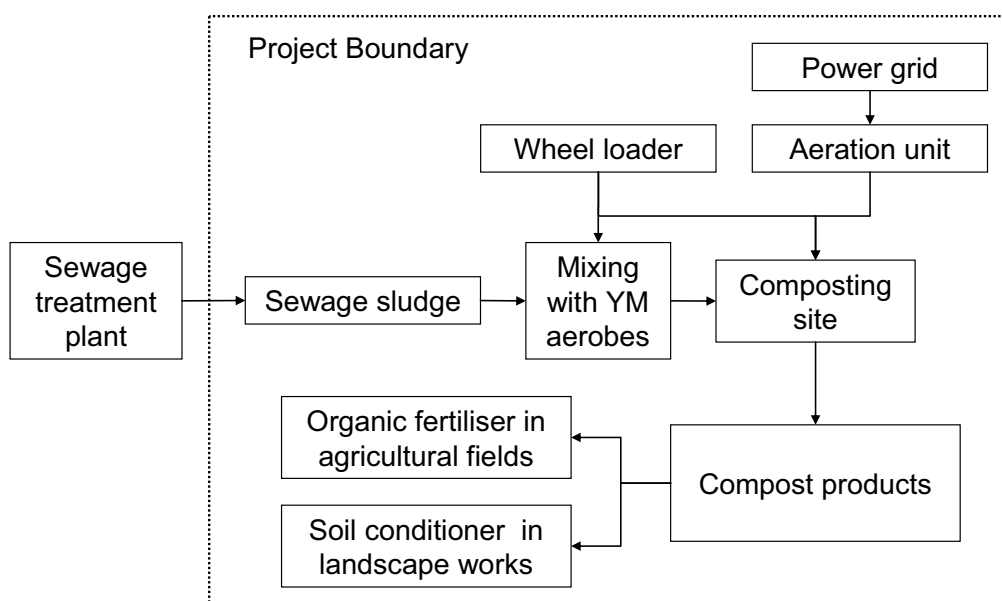 Project Boundary
Power grid
Wheel loader
Aeration unit
Sewage
treatment
plant
Sewage sludge
Mixing
with YM
aerobes
Composting
site
Organic fertiliser in
agricultural fields
Compost products
Soil conditioner in
landscape works